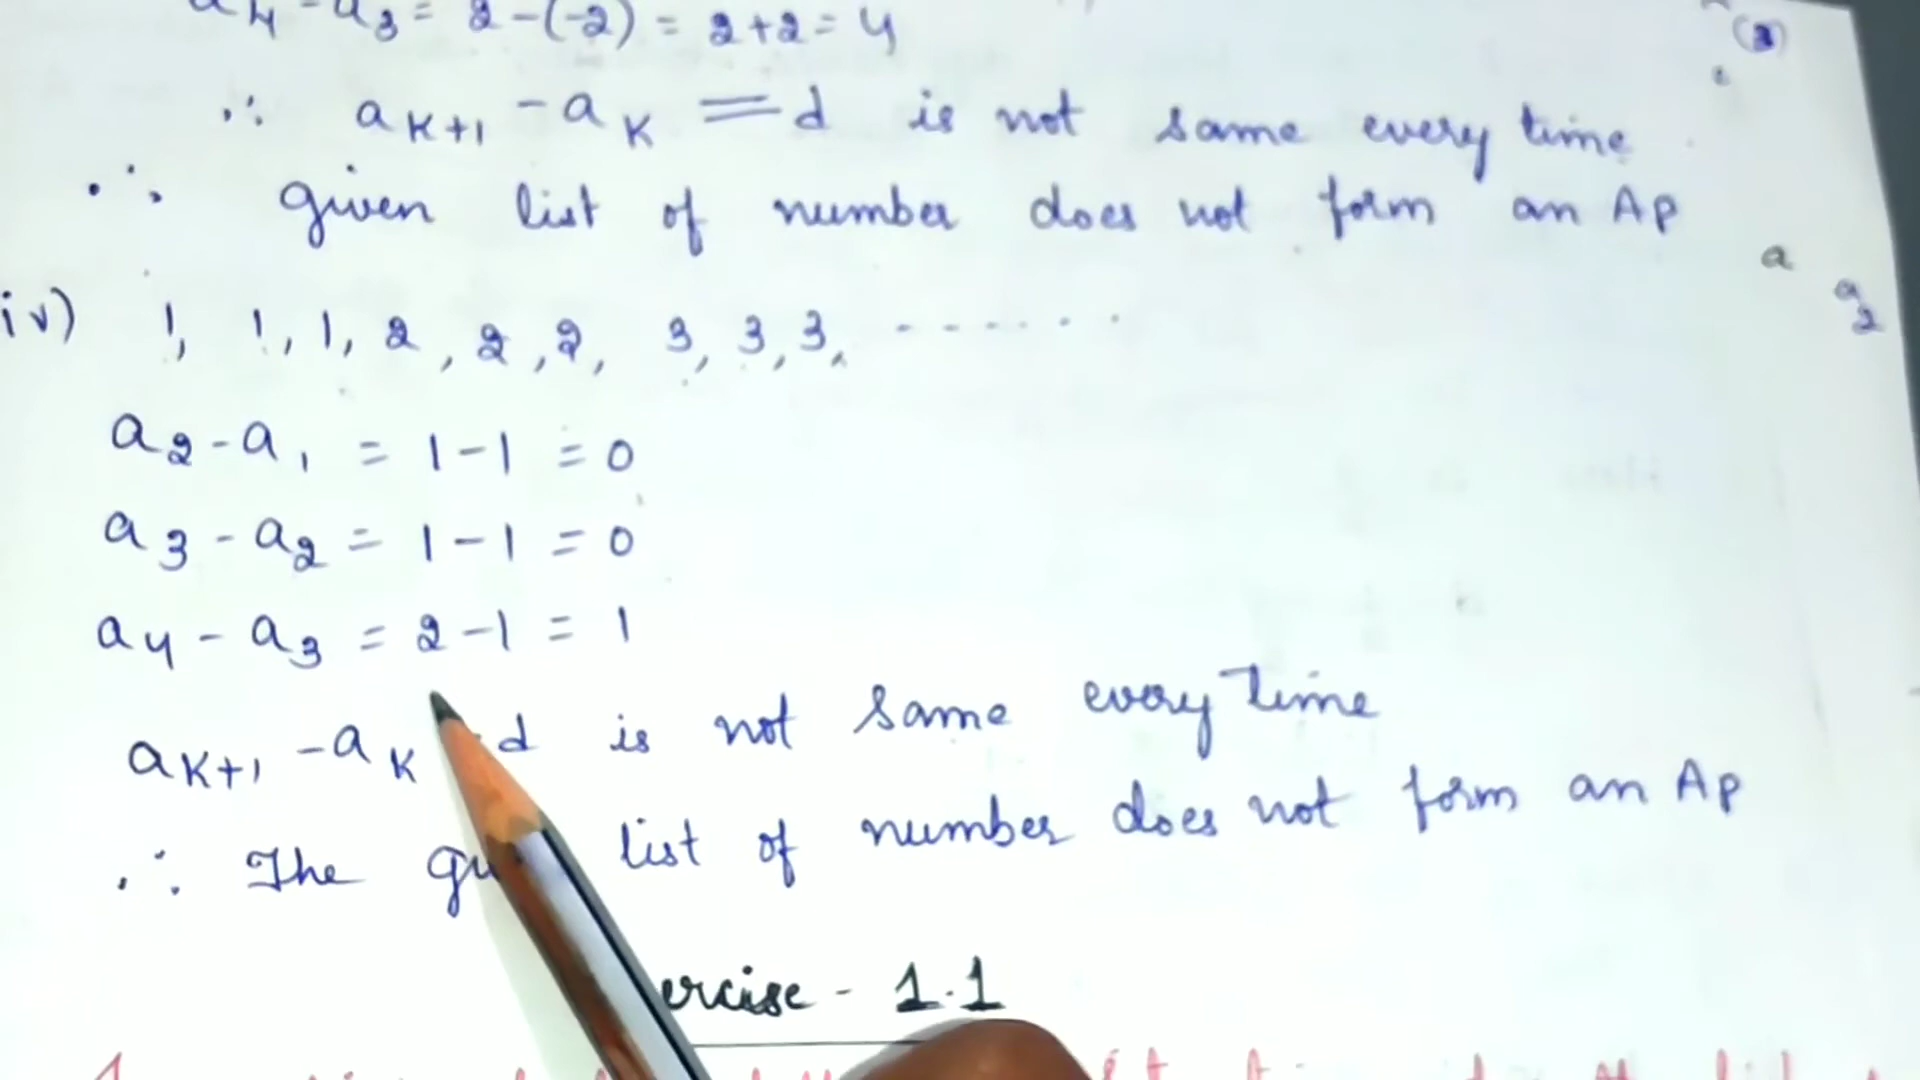 a4 - a3 = 2 - (-2) = 2+2 = 4
(3)
∴ aK+1 - aK = d is not same every time
∴ given list of number does not form an AP
a
a2
iv) 1, 1, 1, 2, 2, 2, 3, 3, 3, .......
a2 - a1 = 1 - 1 = 0
a3 - a2 = 1 - 1 = 0
a4 - a3 = 2 - 1 = 1
aK+1 - aK d is not same every time
∴ The list of number does not form an AP
ercise - 1.1